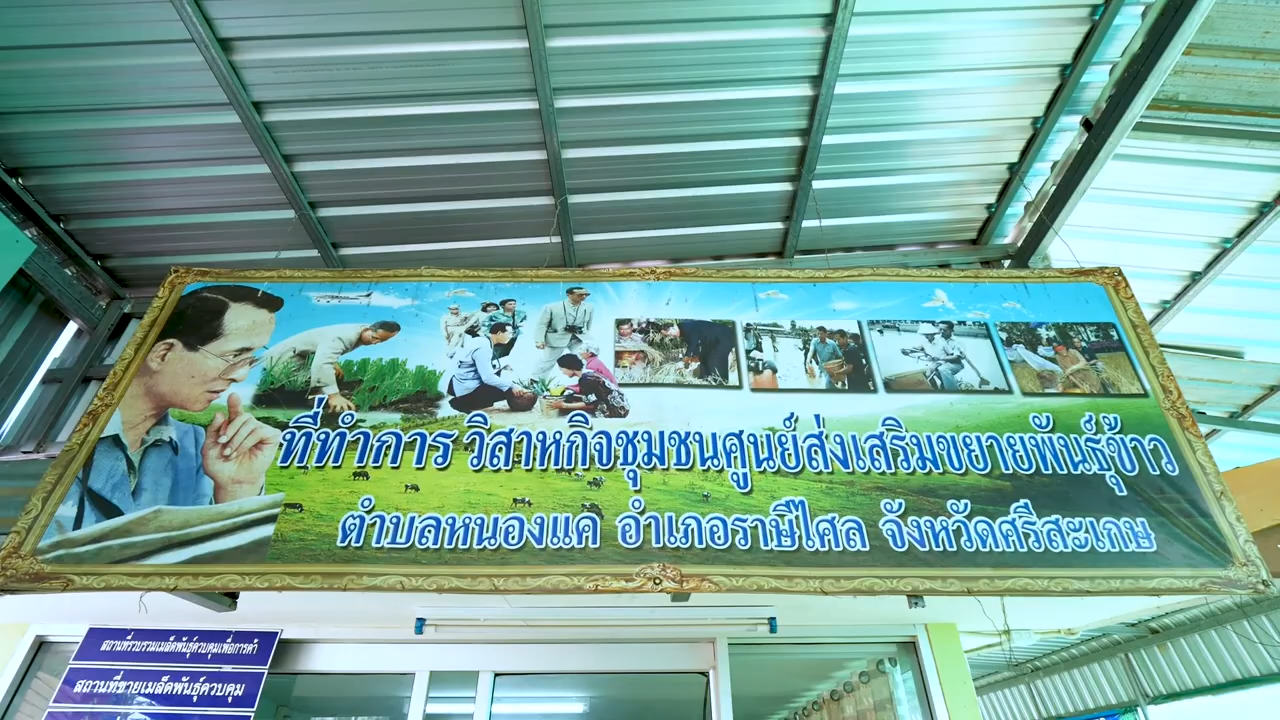 ที่ทำการ วิสาหกิจชุมชนศูนย์ส่งเสริมขยายพันธุ์ข้าว
ตำบลหนองแค อำเภอราษีไศล จังหวัดศรีสะเกษ
สถานที่รวบรวมเมล็ดพันธุ์ควบคุมเพื่อการค้า
สถานที่ขายเมล็ดพันธุ์ควบคุม